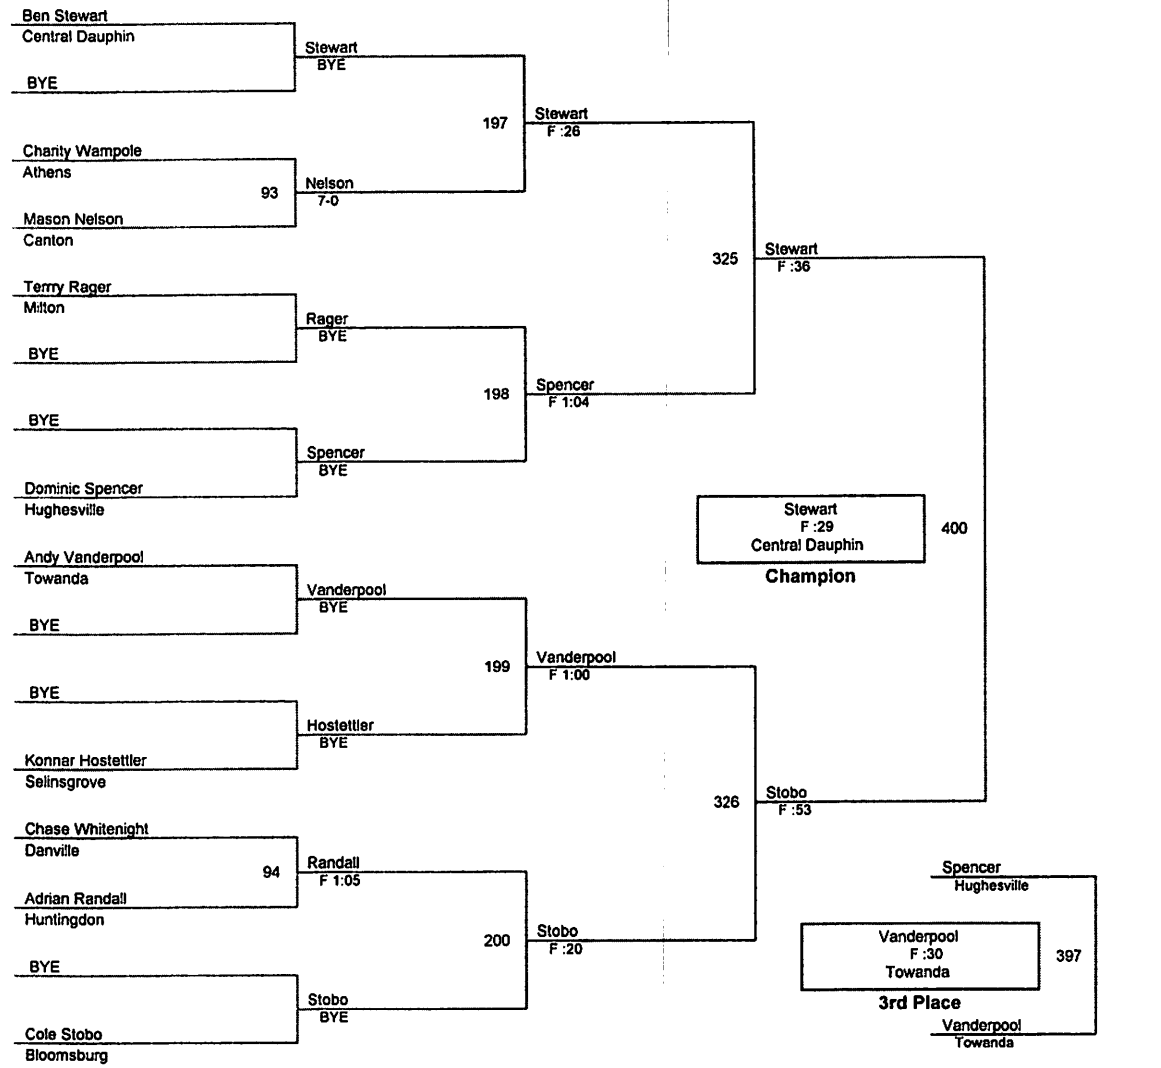 Ben Stewart
Central Dauphin
BYE
Stewart
BYE
197
Charity Wampole
Athens
93
Mason Nelson
Canton
Nelson
7-0
Stewart
F :26
Terrry Rager
Milton
BYE
Rager
BYE
198
BYE
Dominic Spencer
Hughesville
Spencer
BYE
Spencer
F 1:04
325
Stewart
F :36
Andy Vanderpool
Towanda
BYE
Vanderpool
BYE
199
BYE
Konnar Hostettler
Selinsgrove
Hostettler
BYE
Vanderpool
F 1:00
Chase Whitenight
Danville
94
Adrian Randall
Huntingdon
Randall
F 1:05
200
BYE
Cole Stobo
Bloomsburg
Stobo
BYE
Stobo
F :20
326
Stobo
F :53
Stewart
F :29
Central Dauphin
Champion
400
Spencer
Hughesville
Vanderpool
F :30
Towanda
3rd Place
397
Vanderpool
Towanda